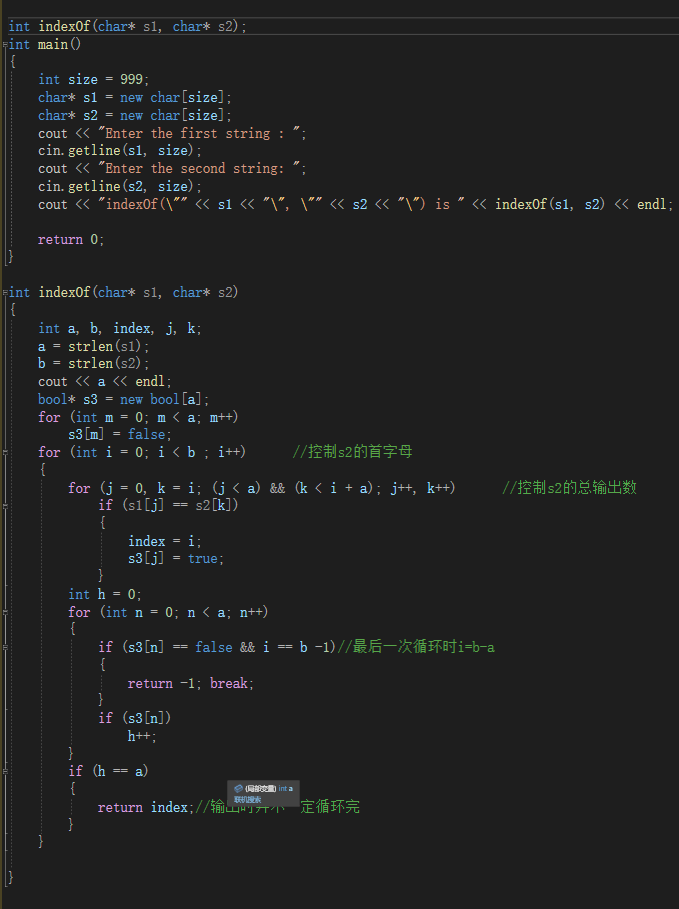 int indexOf(char* s1, char* s2);
int main()
{
int size = 999;
char* s1 = new char[size];
char* s2 = new char[size];
cout << "Enter the first string : ";
cin.getline(s1, size);
cout << "Enter the second string: ";
cin.getline(s2, size);
cout << "indexOf(\"" << s1 << "\", \"" << s2 << "\") is " << indexOf(s1, s2) << endl;
return 0;
}
int indexOf(char* s1, char* s2)
{
int a, b, index, j, k;
a = strlen(s1);
b = strlen(s2);
cout << a << endl;
bool* s3 = new bool[a];
for (int m = 0; m < a; m++)
s3[m] = false;
for (int i = 0; i < b ; i++) //控制s2的首字母
{
for (j = 0, k = i; (j < a) && (k < i + a); j++, k++) //控制s2的总输出数
if (s1[j] == s2[k])
{
index = i;
s3[j] = true;
}
int h = 0;
for (int n = 0; n < a; n++)
{
if (s3[n] == false && i == b -1)//最后一次循环时i=b-a
{
return -1; break;
}
if (s3[n])
h++;
}
if (h == a)
{
(局部变量) int a
联机搜索
return index;//输出时并不一定循环完
}
}
}